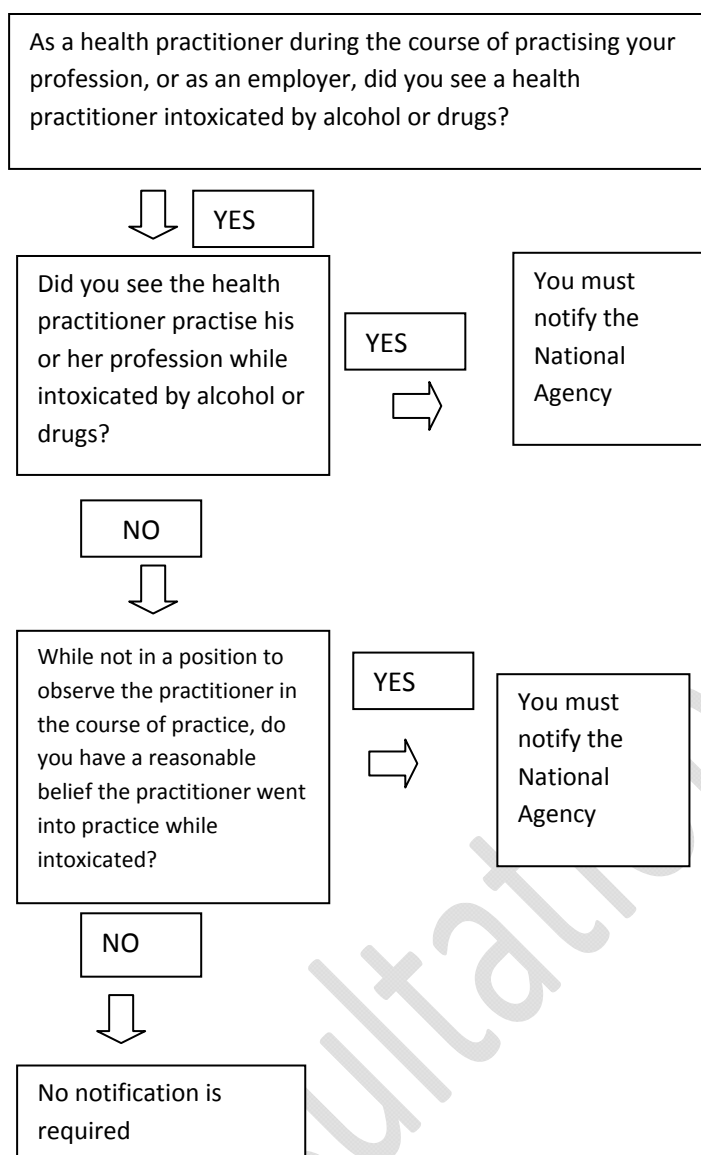 As a health practitioner during the course of practising your
profession, or as an employer, did you see a health
practitioner intoxicated by alcohol or drugs?
YES
Did you see the health
practitioner practise his
or her profession while
intoxicated by alcohol or
drugs?
YES
You must
notify the
National
Agency
NO
While not in a position to
observe the practitioner in
the course of practice, do
you have a reasonable
belief the practitioner went
into practice while
intoxicated?
YES
You must
notify the
National
Agency
NO
No notification is
required
ultatio